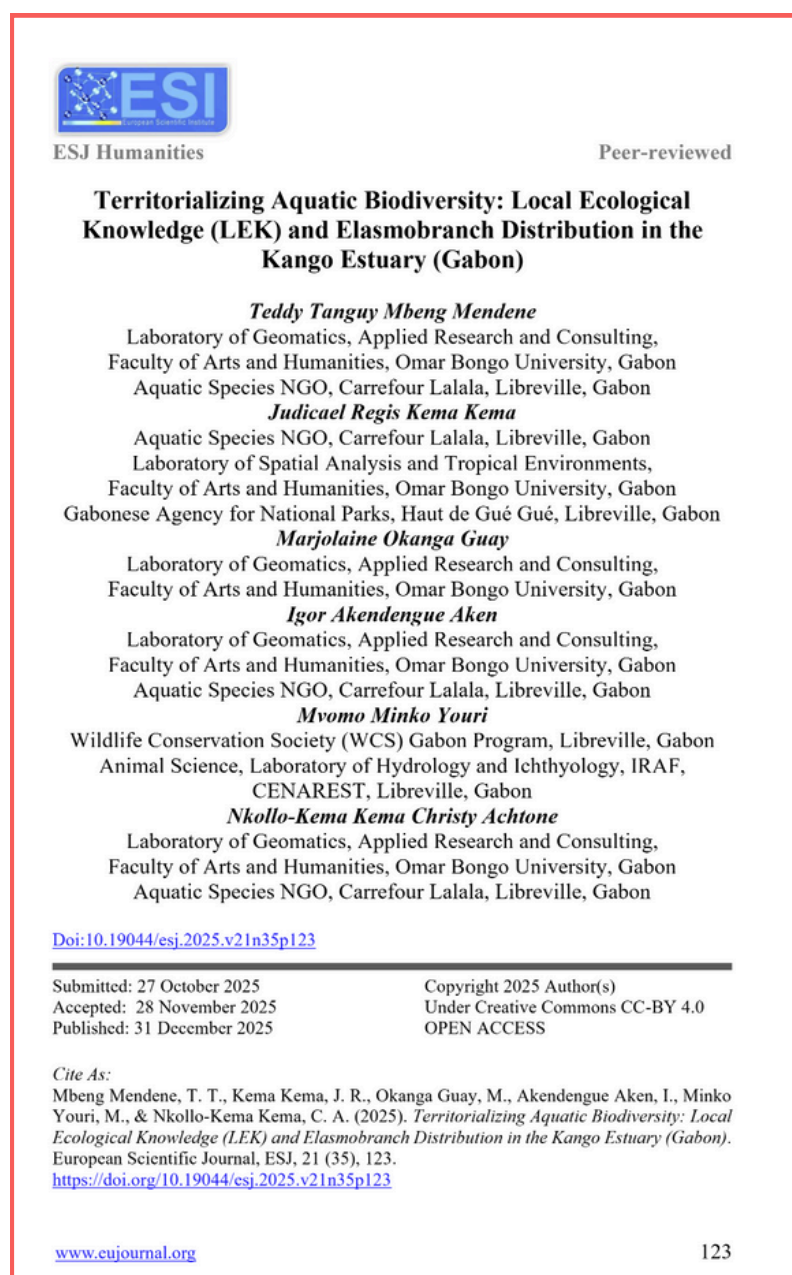 ESI
European Scientific Institute
ESJ Humanities Peer-reviewed
Territorializing Aquatic Biodiversity: Local Ecological
Knowledge (LEK) and Elasmobranch Distribution in the
Kango Estuary (Gabon)
Teddy Tanguy Mbeng Mendene
Laboratory of Geomatics, Applied Research and Consulting,
Faculty of Arts and Humanities, Omar Bongo University, Gabon
Aquatic Species NGO, Carrefour Lalala, Libreville, Gabon
Judicael Regis Kema Kema
Aquatic Species NGO, Carrefour Lalala, Libreville, Gabon
Laboratory of Spatial Analysis and Tropical Environments,
Faculty of Arts and Humanities, Omar Bongo University, Gabon
Gabonese Agency for National Parks, Haut de Gué Gué, Libreville, Gabon
Marjolaine Okanga Guay
Laboratory of Geomatics, Applied Research and Consulting,
Faculty of Arts and Humanities, Omar Bongo University, Gabon
Igor Akendengue Aken
Laboratory of Geomatics, Applied Research and Consulting,
Faculty of Arts and Humanities, Omar Bongo University, Gabon
Aquatic Species NGO, Carrefour Lalala, Libreville, Gabon
Mvomo Minko Youri
Wildlife Conservation Society (WCS) Gabon Program, Libreville, Gabon
Animal Science, Laboratory of Hydrology and Ichthyology, IRAF,
CENAREST, Libreville, Gabon
Nkollo-Kema Kema Christy Achtone
Laboratory of Geomatics, Applied Research and Consulting,
Faculty of Arts and Humanities, Omar Bongo University, Gabon
Aquatic Species NGO, Carrefour Lalala, Libreville, Gabon
Doi:10.19044/esj.2025.v21n35p123
Submitted: 27 October 2025 Copyright 2025 Author(s)
Accepted: 28 November 2025 Under Creative Commons CC-BY 4.0
Published: 31 December 2025 OPEN ACCESS
Cite As:
Mbeng Mendene, T. T., Kema Kema, J. R., Okanga Guay, M., Akendengue Aken, I., Minko
Youri, M., & Nkollo-Kema Kema, C. A. (2025). Territorializing Aquatic Biodiversity: Local
Ecological Knowledge (LEK) and Elasmobranch Distribution in the Kango Estuary (Gabon).
European Scientific Journal, ESJ, 21 (35), 123.
https://doi.org/10.19044/esj.2025.v21n35p123
www.eujournal.org 123